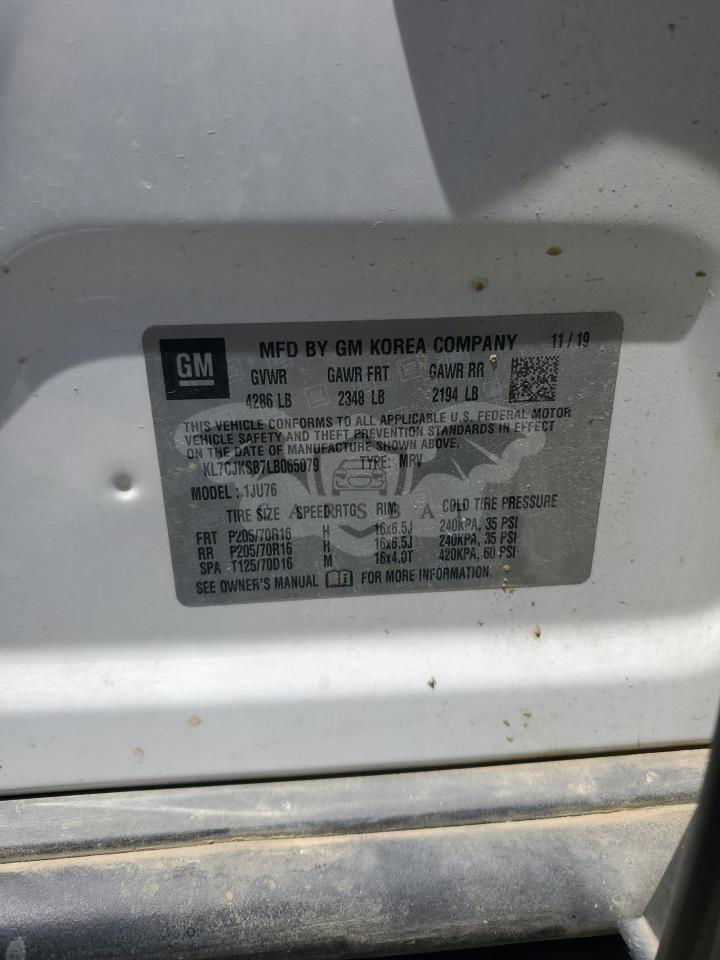 GM
MFD BY GM KOREA COMPANY 11 / 19
GVWR GAWR FRT GAWR RR
4286 LB 2348 LB 2194 LB
THIS VEHICLE CONFORMS TO ALL APPLICABLE U.S. FEDERAL MOTOR
VEHICLE SAFETY AND THEFT PREVENTION STANDARDS IN EFFECT
ON THE DATE OF MANUFACTURE SHOWN ABOVE.
KL7CJKSB7LB065079 TYPE: MPV
MODEL : 1JU76
TIRE SIZE SPEED RTGS RIM COLD TIRE PRESSURE
FRT P205/70R16 H 16x6.5J 240KPA, 35 PSI
RR P205/70R16 H 16x6.5J 240KPA, 35 PSI
SPA T125/70D16 M 16x4.0T 420KPA, 60 PSI
SEE OWNER'S MANUAL FOR MORE INFORMATION.